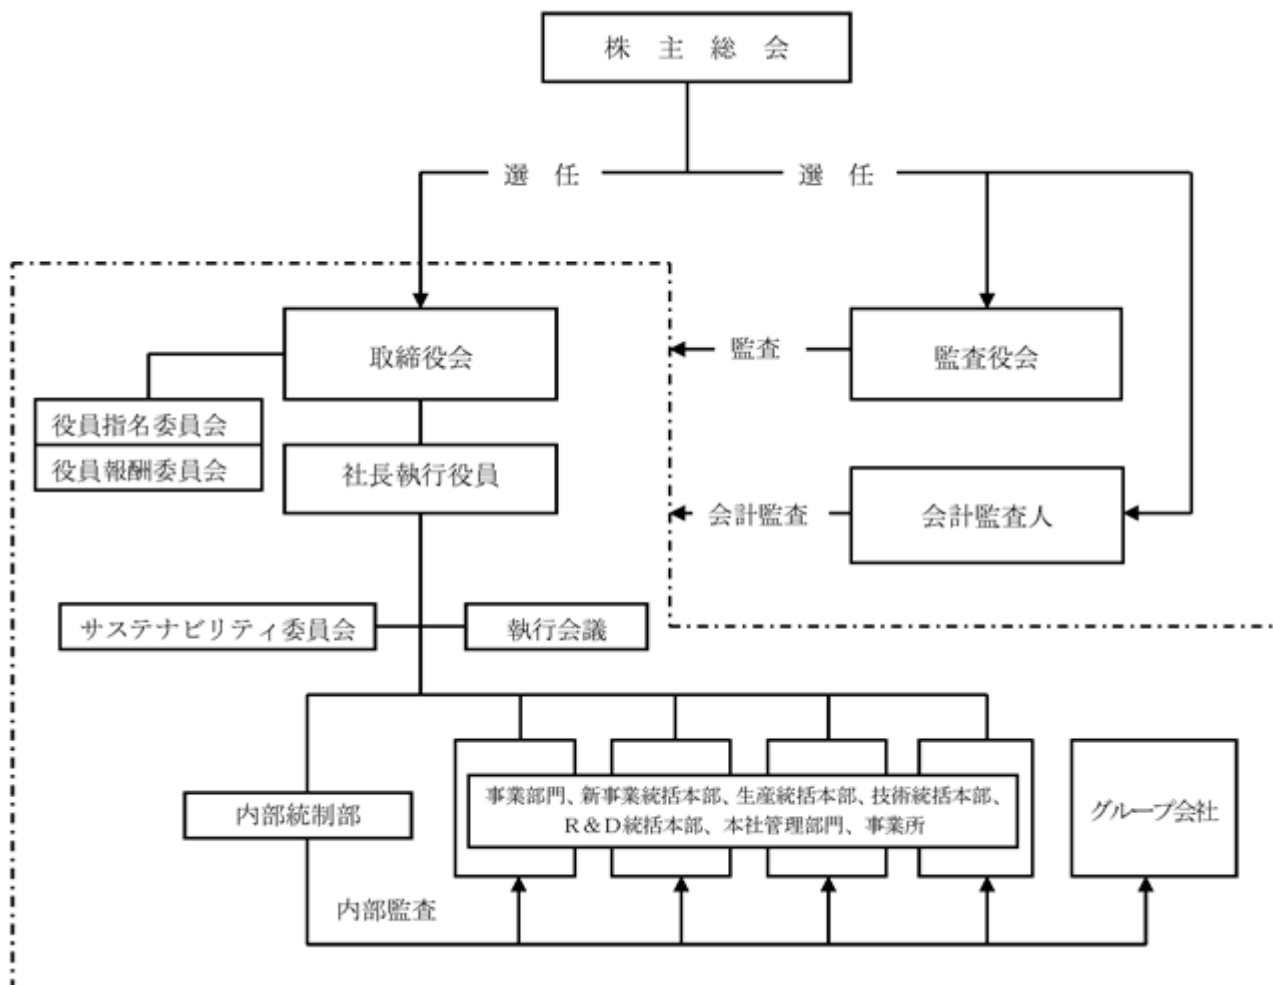 株 主 総 会
選 任
選 任
取締役会
監査
監査役会
役員指名委員会
役員報酬委員会
社長執行役員
会計監査
会計監査人
サステナビリティ委員会
執行会議
内部統制部
事業部門、新事業統括本部、生産統括本部、技術統括本部、
R&D統括本部、本社管理部門、事業所
グループ会社
内部監査